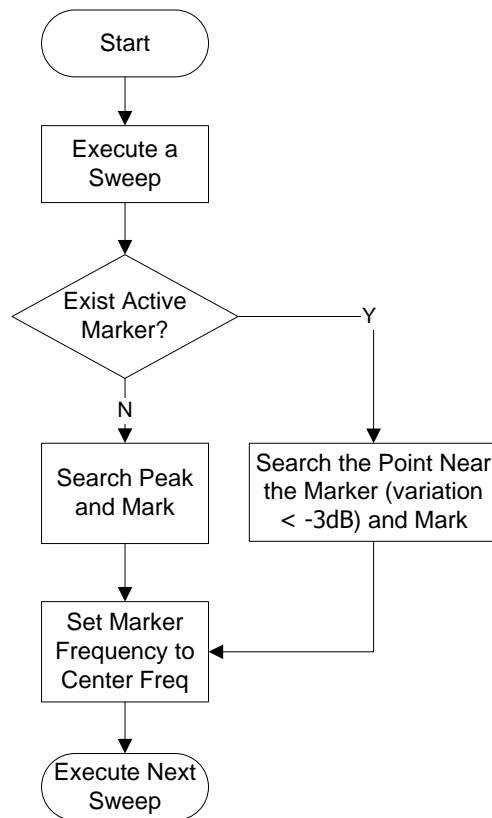 Start
Execute a
Sweep
Exist Active
Marker?
Y
N
Search Peak
and Mark
Search the Point Near
the Marker (variation
< -3dB) and Mark
Set Marker
Frequency to
Center Freq
Execute Next
Sweep